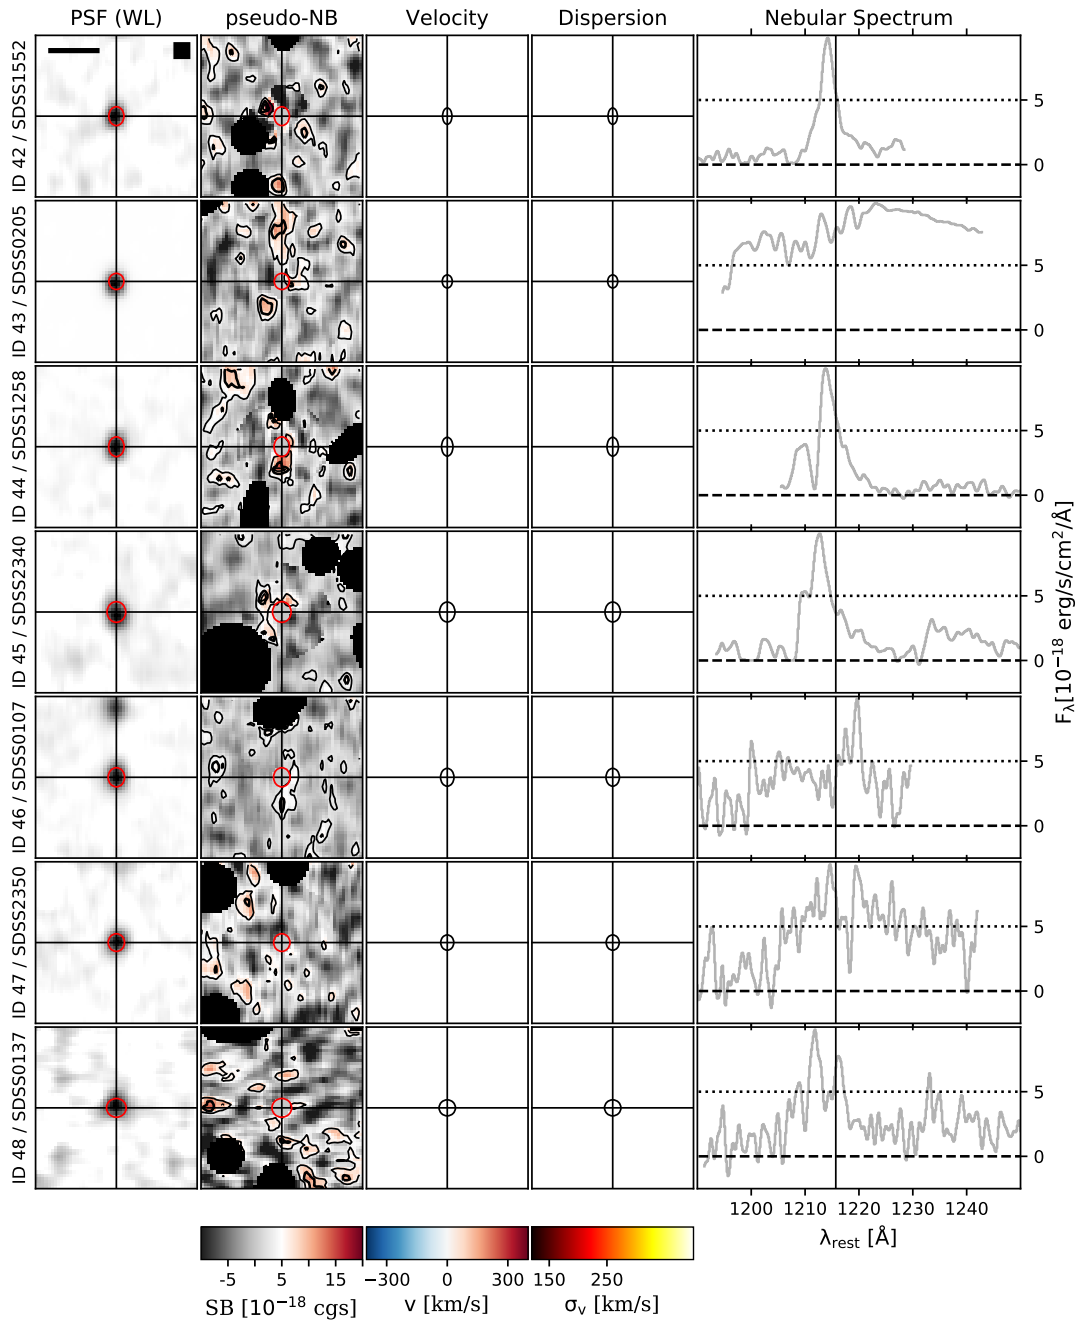 PSF (WL) pseudo-NB Velocity Dispersion Nebular Spectrum
ID 42 / SDSS1552
5
0
ID 43 / SDSS0205
5
0
ID 44 / SDSS1258
5
0
ID 45 / SDSS2340
5
0
ID 46 / SDSS0107
5
0
ID 47 / SDSS2350
5
0
ID 48 / SDSS0137
5
0
F_λ[10⁻¹⁸ erg/s/cm²/Å]
1200 1210 1220 1230 1240
λ_rest [Å]
-5 5 15 −300 0 300 150 250
SB [10⁻¹⁸ cgs] v [km/s] σ_v [km/s]